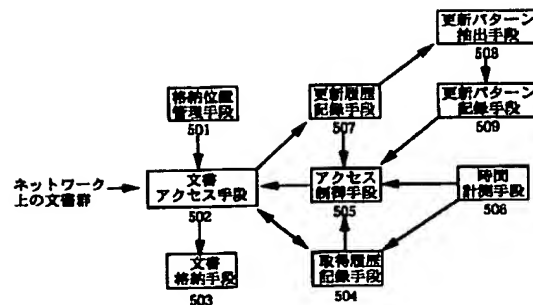 更新パターン
抽出手段
508
格納位置
管理手段
501
更新履歴
記録手段
507
更新パターン
記録手段
509
ネットワーク
上の文書群
文書
アクセス手段
502
アクセス
制御手段
505
時間
計測手段
506
文書
格納手段
503
取得履歴
記録手段
504